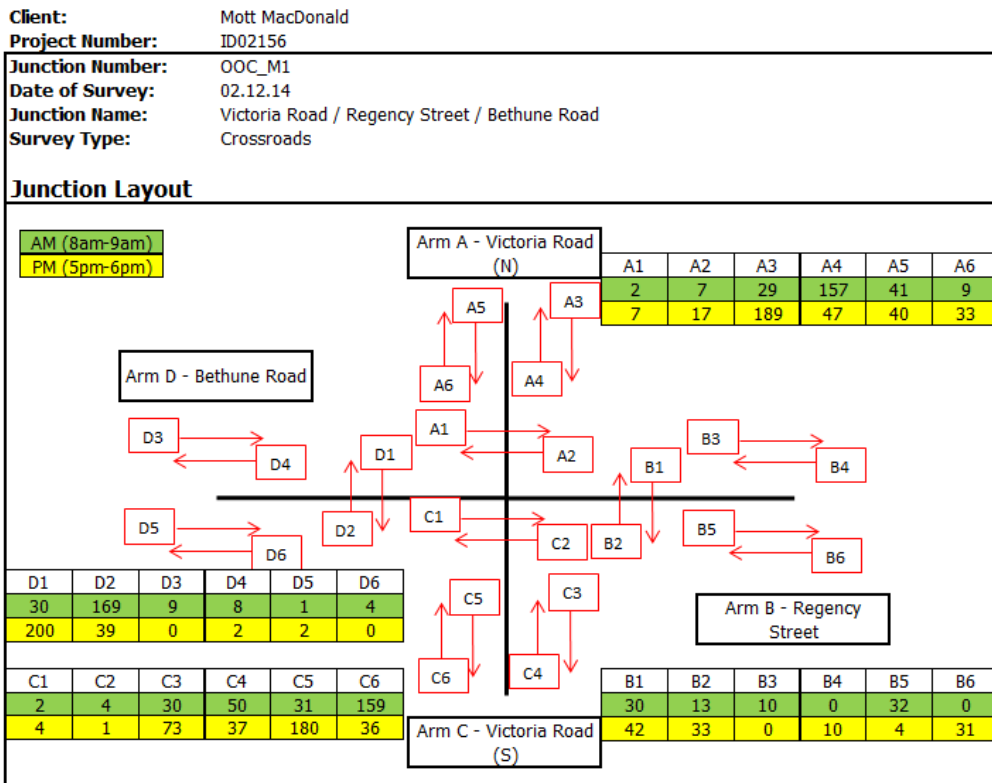 Client: Mott MacDonald
Project Number: ID02156
Junction Number: OOC_M1
Date of Survey: 02.12.14
Junction Name: Victoria Road / Regency Street / Bethune Road
Survey Type: Crossroads
Junction Layout
AM (8am-9am)
PM (5pm-6pm)
Arm A - Victoria Road
(N)
A1 A2 A3 A4 A5 A6
2 7 29 157 41 9
7 17 189 47 40 33
A5
A3
A6
A4
Arm D - Bethune Road
A1
A2
D3
D4
D1
B1
B3
B4
D5
D6
D2
C1
C2
B2
B5
B6
D1 D2 D3 D4 D5 D6
30 169 9 8 1 4
200 39 0 2 2 0
C5
C3
C6
C4
Arm B - Regency
Street
C1 C2 C3 C4 C5 C6
2 4 30 50 31 159
4 1 73 37 180 36
Arm C - Victoria Road
(S)
B1 B2 B3 B4 B5 B6
30 13 10 0 32 0
42 33 0 10 4 31